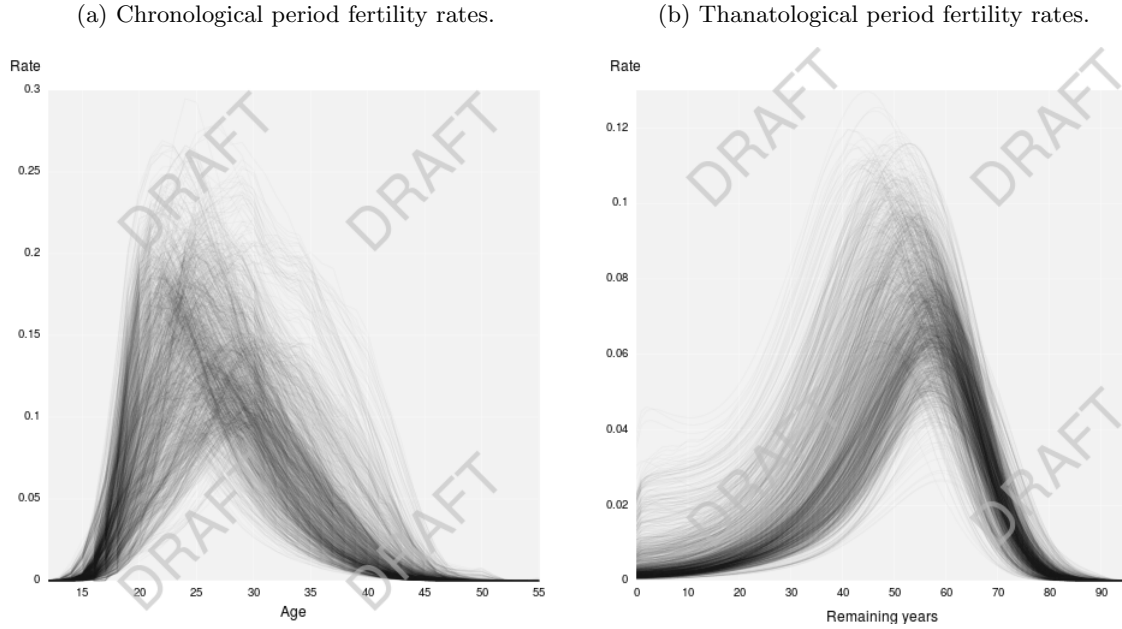 (a) Chronological period fertility rates.
Rate
0.3
0.25
0.2
0.15
0.1
0.05
0
15 20 25 30 35 40 45 50 55
Age
DRAFT DRAFT
DRAFT DRAFT
(b) Thanatological period fertility rates.
Rate
0.12
0.1
0.08
0.06
0.04
0.02
0
0 10 20 30 40 50 60 70 80 90
Remaining years
DRAFT DRAFT
DRAFT DRAFT